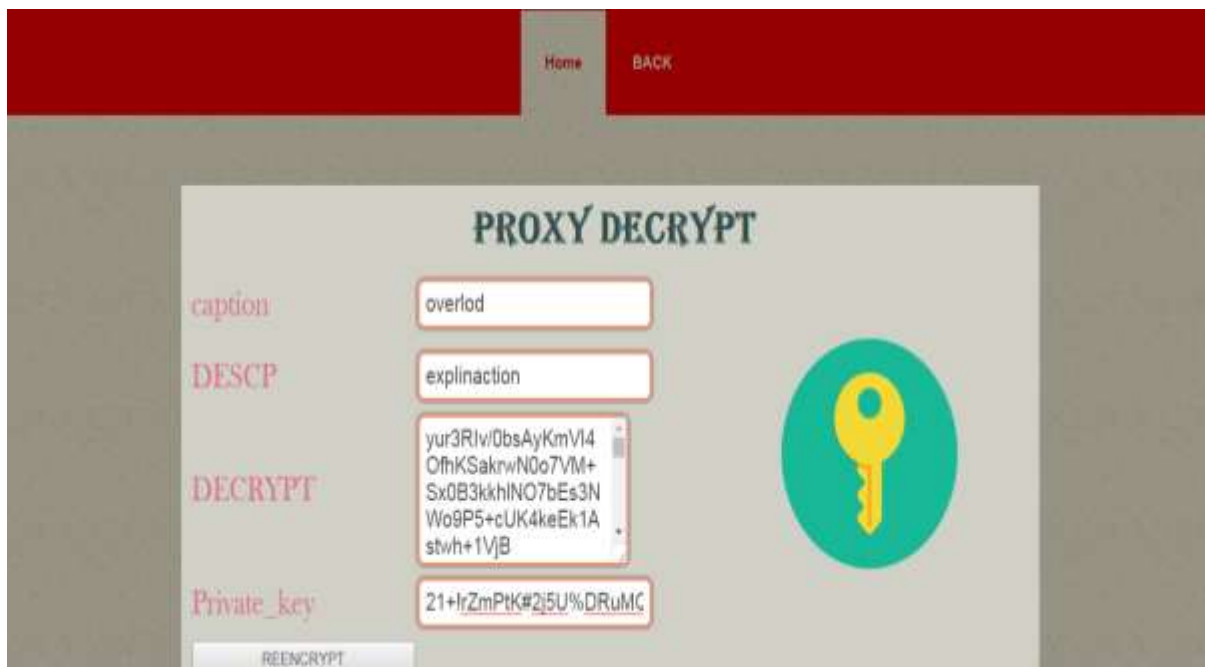 Home BACK
PROXY DECRYPT
caption overlod
DESCP explinaction
DECRYPT
yur3RIv/0bsAyKmVI4
OfhKSakrwN0o7VM+
Sx0B3kkhINO7bEs3N
Wo9P5+cUK4keEk1A
stwh+1VjB
Private_key 21+IrZmPtK#2j5U%DRuMC
REENCRYPT